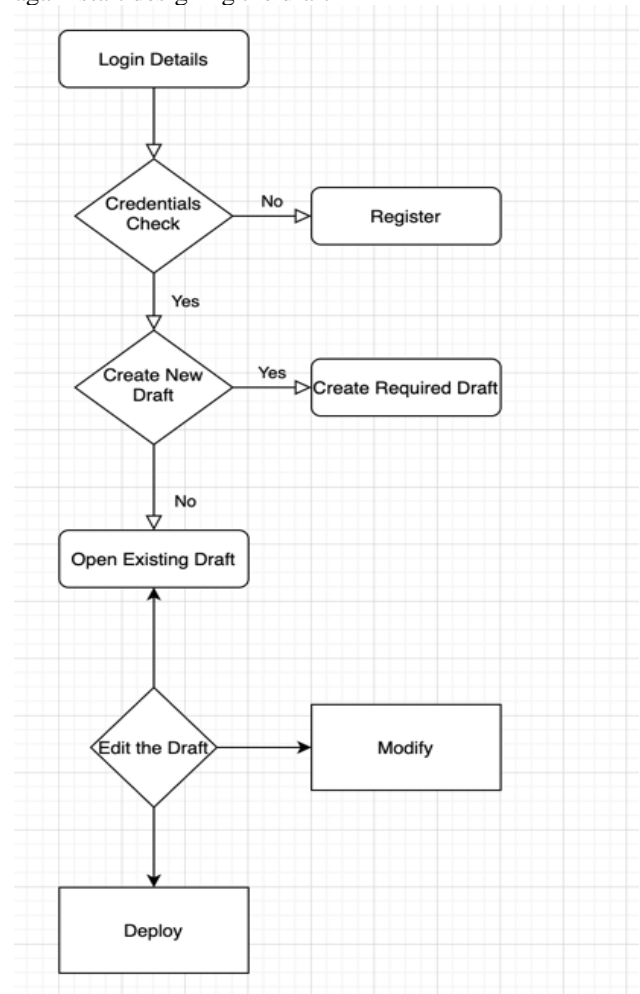 Login Details
Credentials
Check
No
Register
Yes
Create New
Draft
Yes
Create Required Draft
No
Open Existing Draft
Edit the Draft
Modify
Deploy